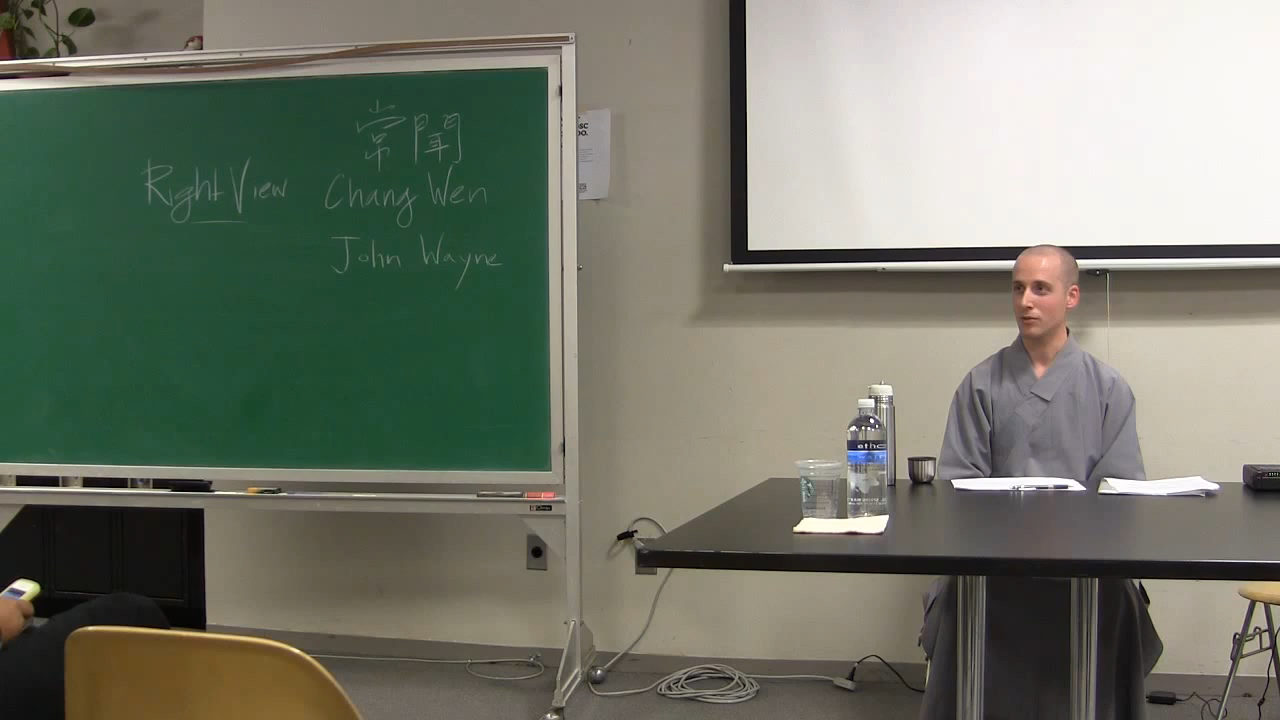 常聞
Right View
Chang Wen
John Wayne
ethos